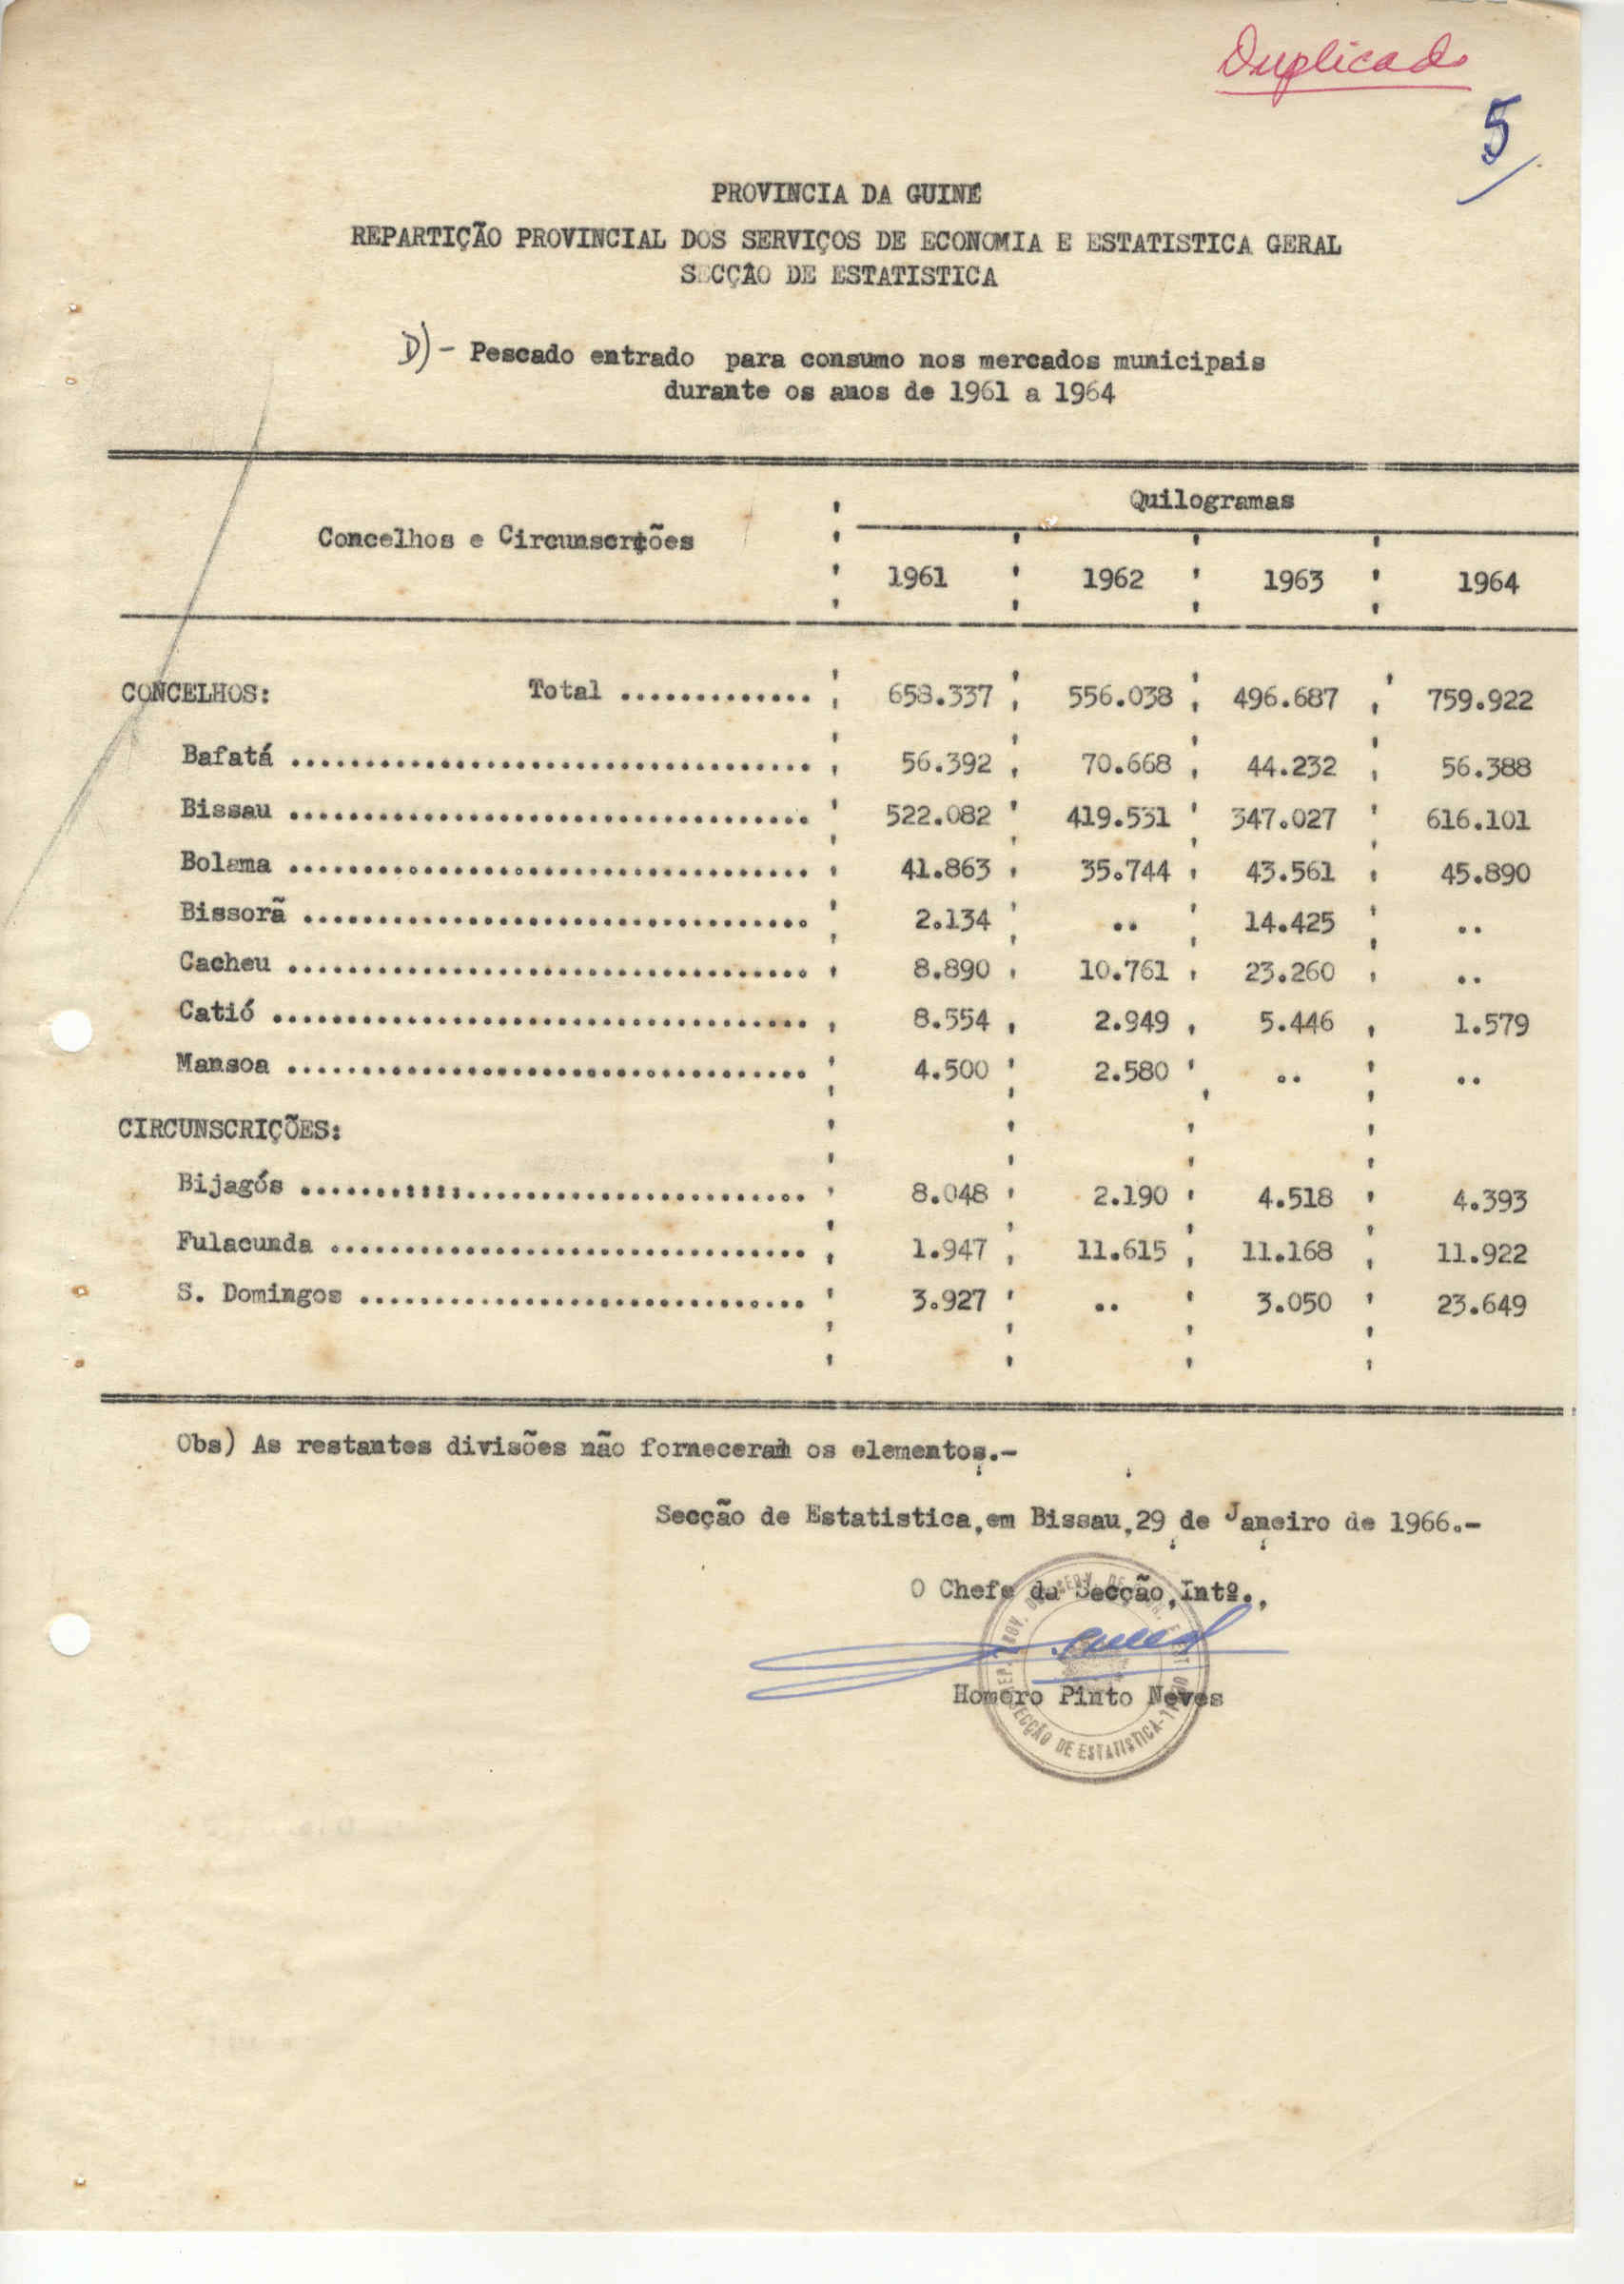 Duplicado
5
PROVINCIA DA GUINÉ
REPARTIÇÃO PROVINCIAL DOS SERVIÇOS DE ECONOMIA E ESTATISTICA GERAL
SECÇÃO DE ESTATISTICA
D) - Pescado entrado para consumo nos mercados municipais
durante os anos de 1961 a 1964
Quilogramas
Concelhos e Circunscrções
1961 1962 1963 1964
CONCELHOS: Total ............. 658.337 556.038 496.687 759.922
Bafatá ................................... 56.392 70.668 44.232 56.388
Bissau ................................... 522.082 419.531 347.027 616.101
Bolama ................................... 41.863 35.744 43.561 45.890
Bissorã .................................. 2.134 .. 14.425 ..
Cacheu ................................... 8.890 10.761 23.260 ..
Catió .................................... 8.554 2.949 5.446 1.579
Mansoa ................................... 4.500 2.580 .. ..
CIRCUNSCRIÇÕES:
Bijagós .......::::....................... 8.048 2.190 4.518 4.393
Fulacunda ................................ 1.947 11.615 11.168 11.922
S. Domingos .............................. 3.927 .. 3.050 23.649
Obs) As restantes divisões não forneceram os elementos.-
Secção de Estatistica, em Bissau, 29 de Janeiro de 1966.-
O Chefe da Secção, Intº.,
Homero Pinto Neves
SECÇÃO DE ESTATISTICA